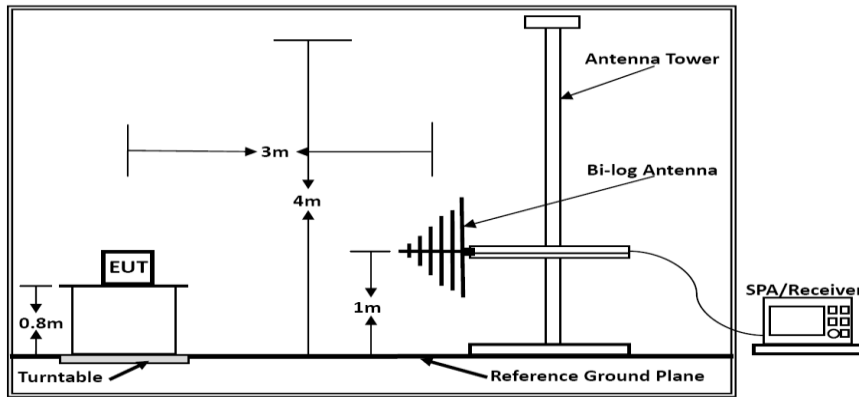 Antenna Tower
3m
Bi-log Antenna
4m
EUT
SPA/Receiver
0.8m
1m
Turntable
Reference Ground Plane